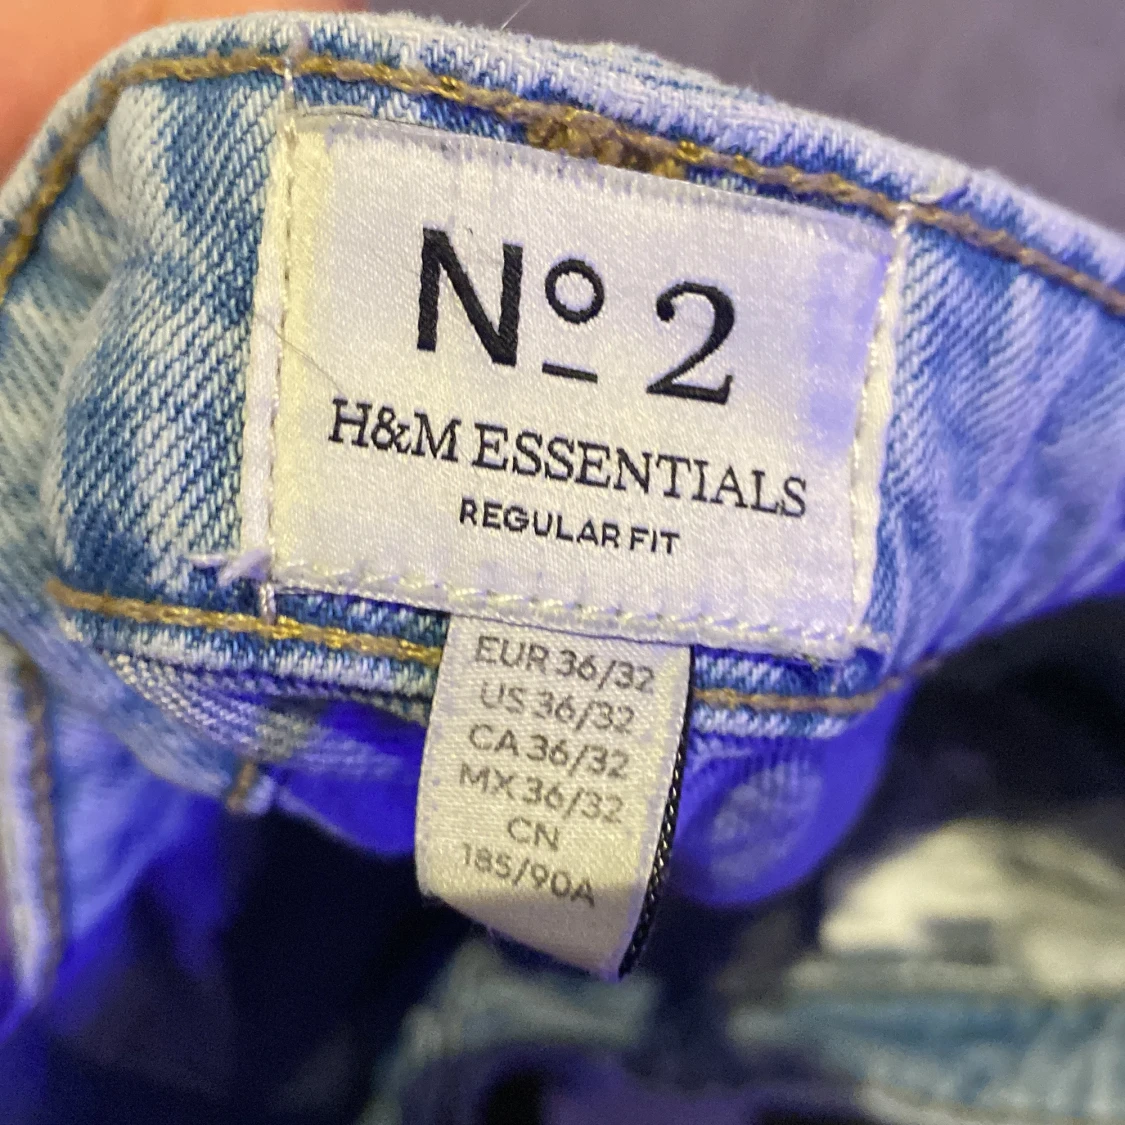 Nº 2
H&M ESSENTIALS
REGULAR FIT
EUR 36/32
US 36/32
CA 36/32
MX 36/32
CN
185/90A